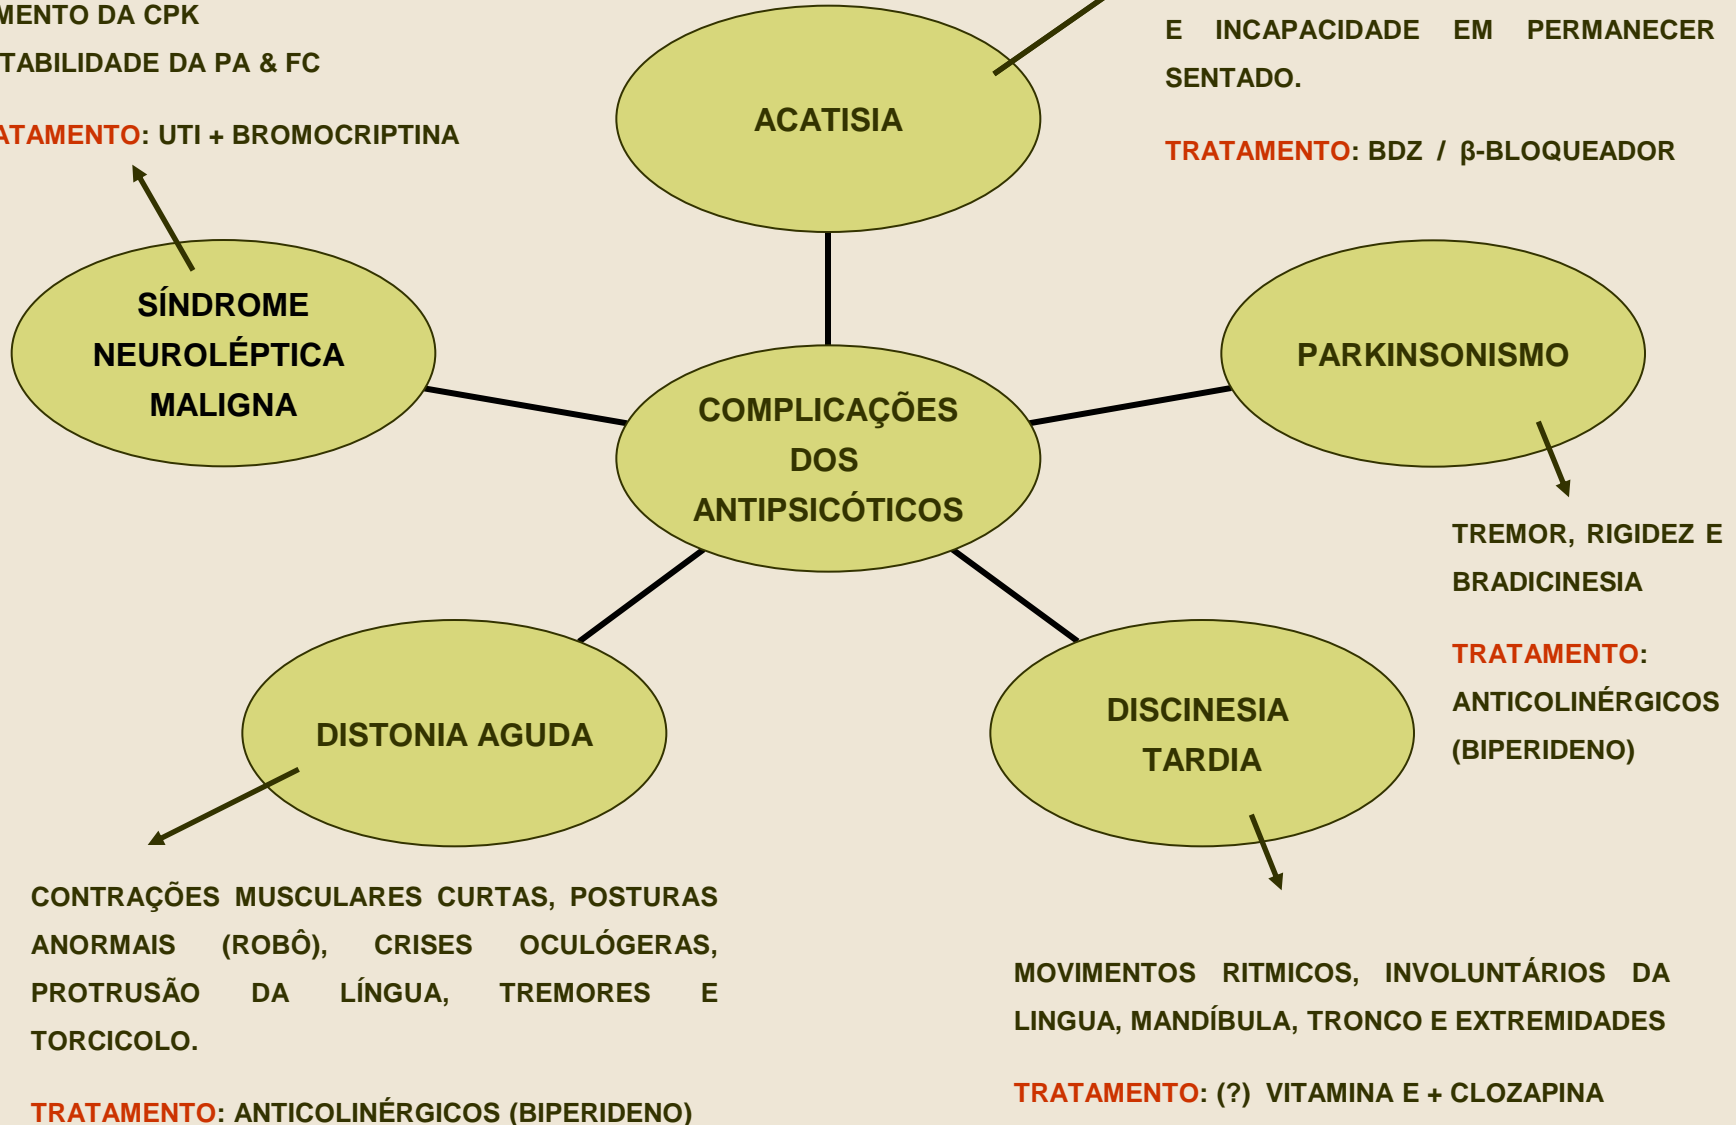 DA CPK
DA PA & FC
: UTI + BROMOCRIPTINA
E INCAPACIDADE EM PERMANECER
SENTADO.
TRATAMENTO: BDZ / β-BLOQUEADOR
ACATISIA
SÍNDROME
NEUROLÉPTICA
MALIGNA
PARKINSONISMO
COMPLICAÇÕES
DOS
ANTIPSICÓTICOS
TREMOR, RIGIDEZ E
BRADICINESIA
TRATAMENTO:
ANTICOLINÉRGICOS
(BIPERIDENO)
DISTONIA AGUDA
DISCINESIA
TARDIA
CONTRAÇÕES MUSCULARES CURTAS, POSTURAS
ANORMAIS (ROBÔ), CRISES OCULÓGERAS,
PROTRUSÃO DA LÍNGUA, TREMORES E
TORCICOLO.
TRATAMENTO: ANTICOLINÉRGICOS (BIPERIDENO)
MOVIMENTOS RITMICOS, INVOLUNTÁRIOS DA
LINGUA, MANDÍBULA, TRONCO E EXTREMIDADES
TRATAMENTO: (?) VITAMINA E + CLOZAPINA